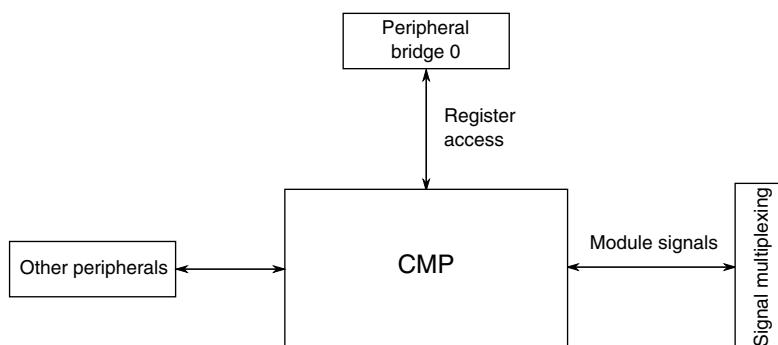 Peripheral
bridge 0
Register
access
Other peripherals
CMP
Module signals
Signal multiplexing